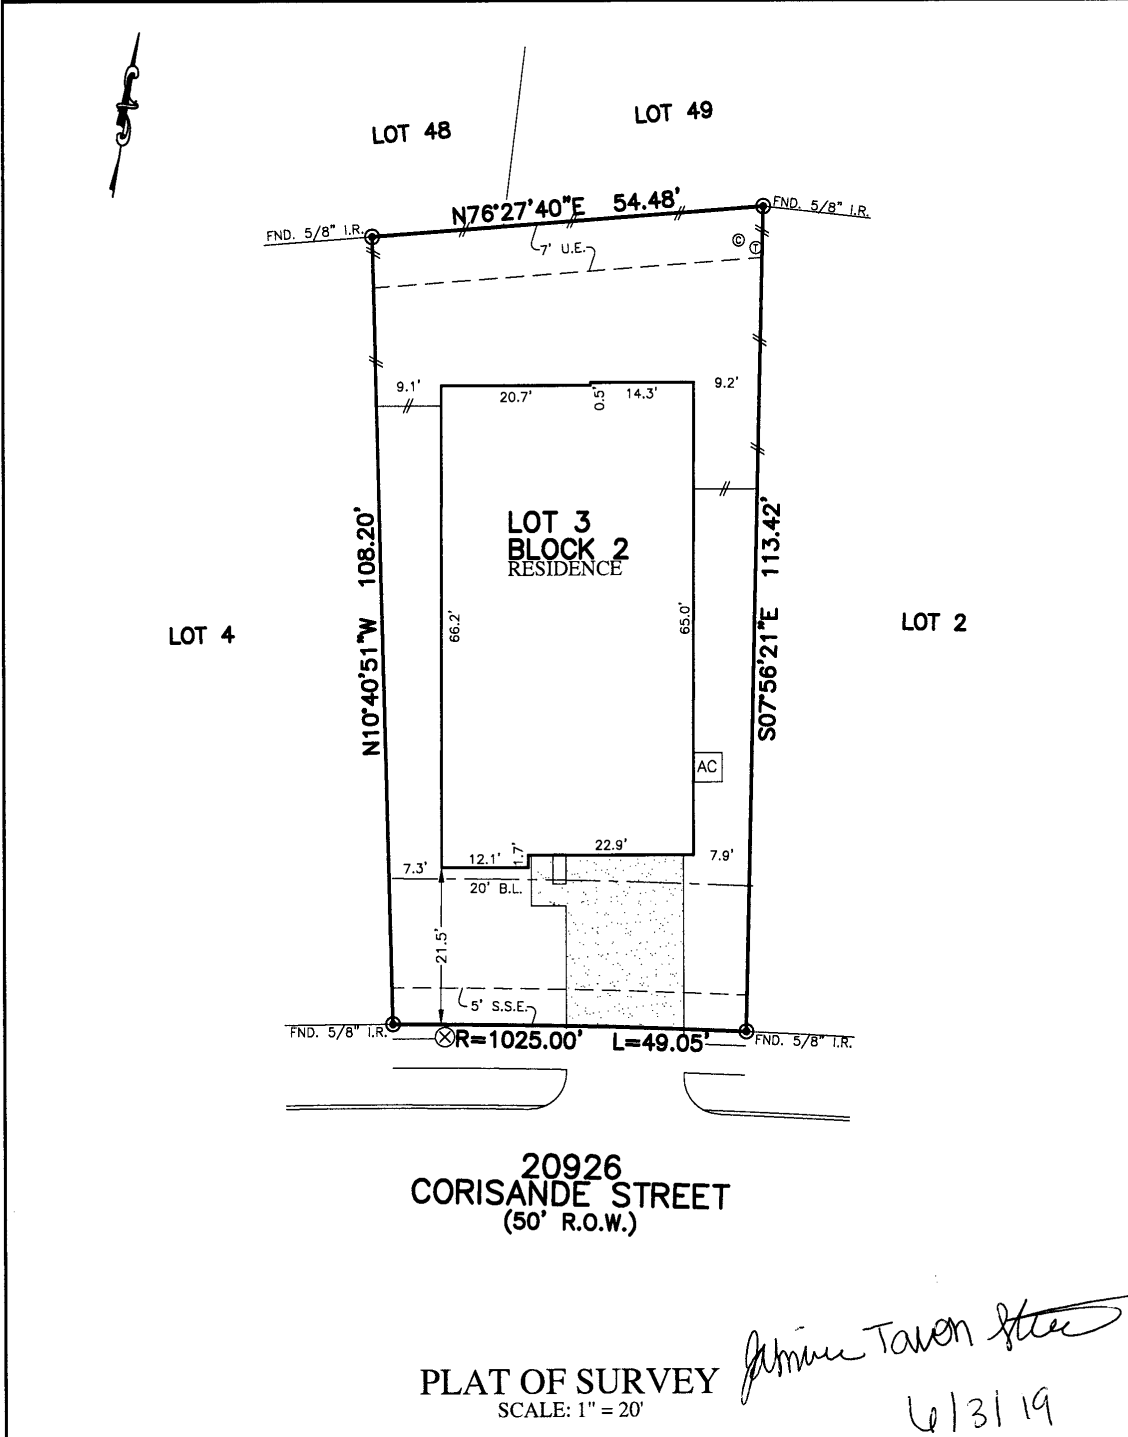 LOT 48
LOT 49
N76°27'40"E 54.48'
FND. 5/8" I.R.
FND. 5/8" I.R.
7' U.E.
C
T
9.1'
20.7'
0.5'
14.3'
9.2'
LOT 3
BLOCK 2
RESIDENCE
N10°40'51"W 108.20'
S07°56'21"E 113.42'
66.2'
65.0'
LOT 4
LOT 2
AC
7.3'
12.1'
1.7'
22.9'
7.9'
20' B.L.
21.5'
5' S.S.E.
FND. 5/8" I.R.
R=1025.00' L=49.05'
FND. 5/8" I.R.
20926
CORISANDE STREET
(50' R.O.W.)
PLAT OF SURVEY
SCALE: 1" = 20'
6/3/19